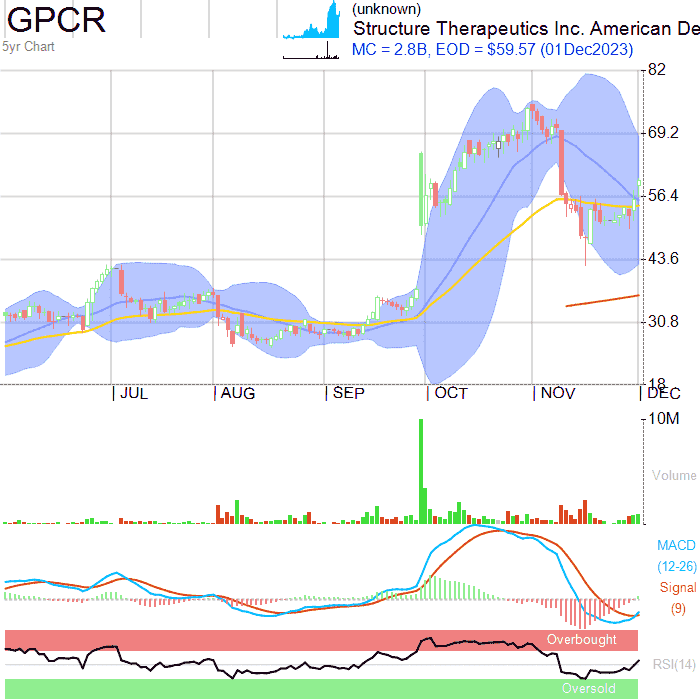 GPCR
5yr Chart
(unknown)
Structure Therapeutics Inc. American De
MC = 2.8B, EOD = $59.57 (01Dec2023)
82
69.2
56.4
43.6
30.8
18
JUL AUG SEP OCT NOV DEC
10M
Volume
MACD
(12-26)
Signal
(9)
Overbought
RSI(14)
Oversold